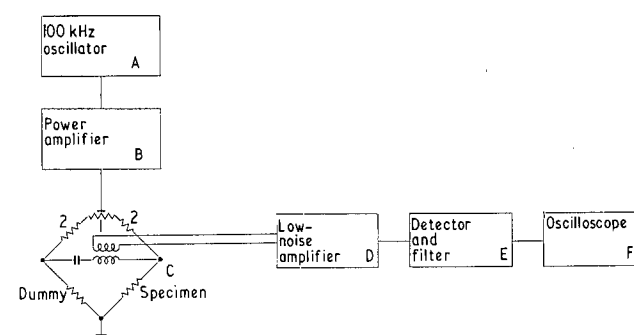 100 kHz
oscillator
A
Power
amplifier
B
2
2
C
Dummy
Specimen
Low-
noise
amplifier D
Detector
and
filter E
Oscilloscope
F